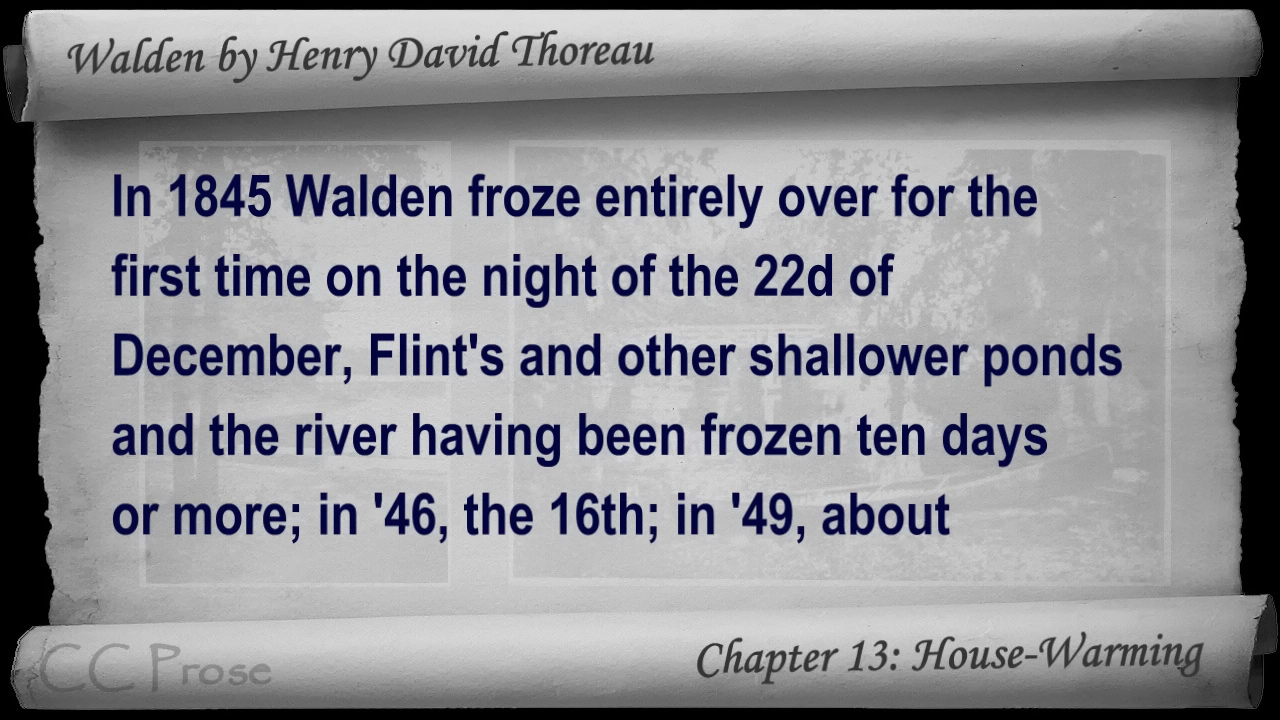 Walden by Henry David Thoreau
In 1845 Walden froze entirely over for the
first time on the night of the 22d of
December, Flint's and other shallower ponds
and the river having been frozen ten days
or more; in '46, the 16th; in '49, about
CC Prose
Chapter 13: House-Warming